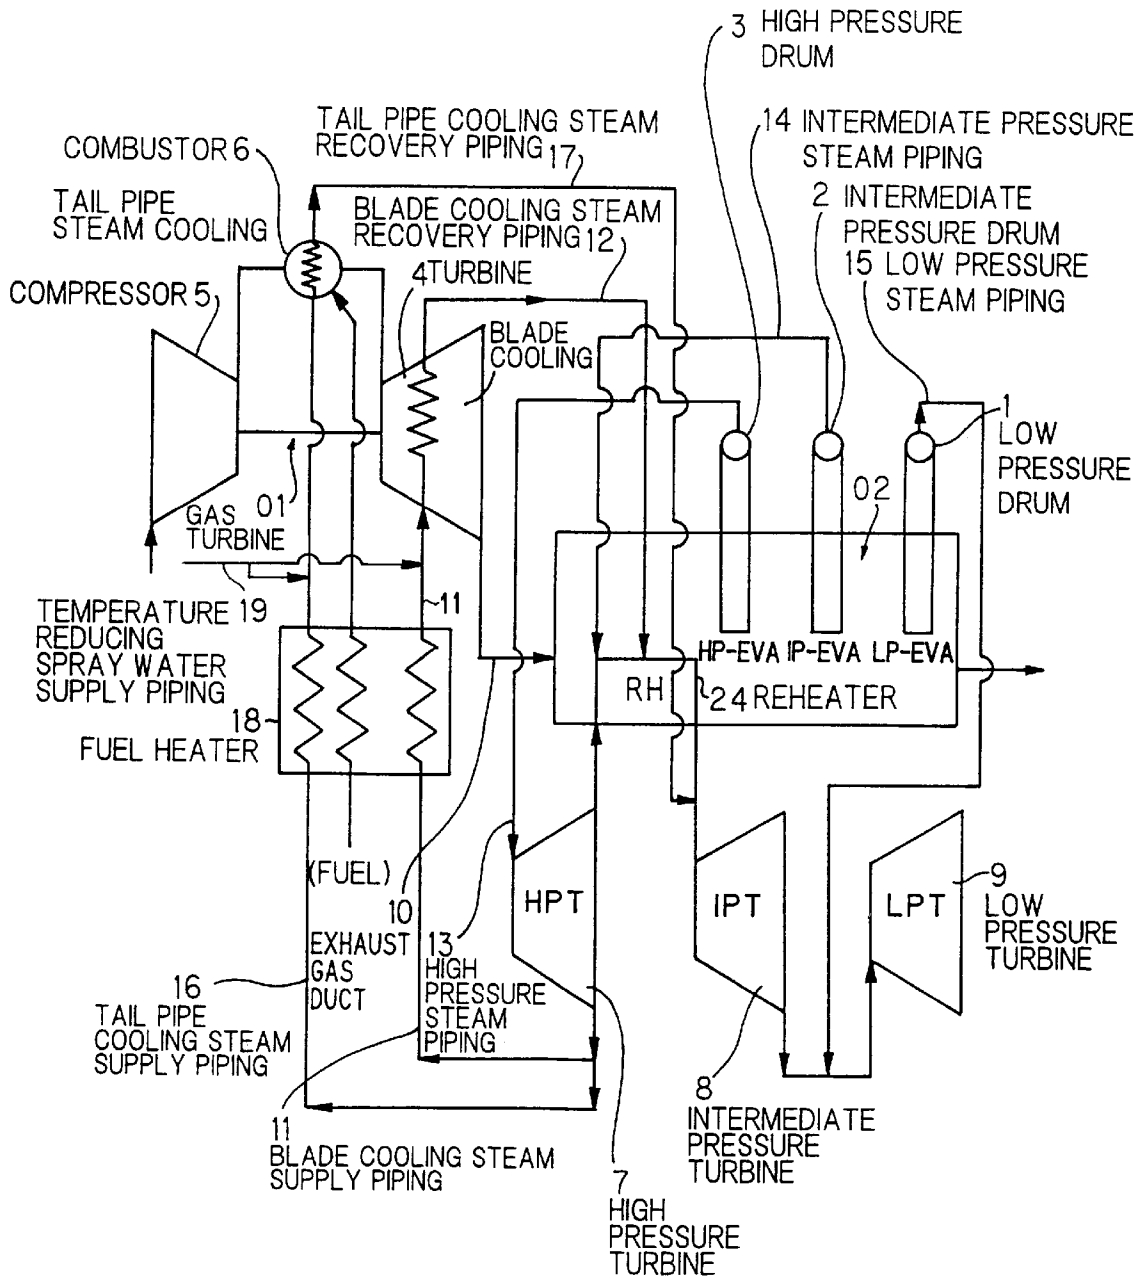 3 HIGH PRESSURE
DRUM
14 INTERMEDIATE PRESSURE
STEAM PIPING
TAIL PIPE COOLING STEAM
RECOVERY PIPING 17
COMBUSTOR 6
2 INTERMEDIATE
PRESSURE DRUM
TAIL PIPE
STEAM COOLING
BLADE COOLING STEAM
RECOVERY PIPING 12
15 LOW PRESSURE
STEAM PIPING
4 TURBINE
COMPRESSOR 5
BLADE
COOLING
1
LOW
PRESSURE
DRUM
02
01
GAS
TURBINE
19
TEMPERATURE
REDUCING
SPRAY WATER
SUPPLY PIPING
11
HP-EVA
IP-EVA
LP-EVA
RH
24 REHEATER
18
FUEL HEATER
(FUEL)
10
EXHAUST
GAS
DUCT
13
HIGH
PRESSURE
STEAM
PIPING
HPT
IPT
LPT
9
LOW
PRESSURE
TURBINE
16
TAIL PIPE
COOLING STEAM
SUPPLY PIPING
11
BLADE COOLING STEAM
SUPPLY PIPING
8
INTERMEDIATE
PRESSURE
TURBINE
7
HIGH
PRESSURE
TURBINE